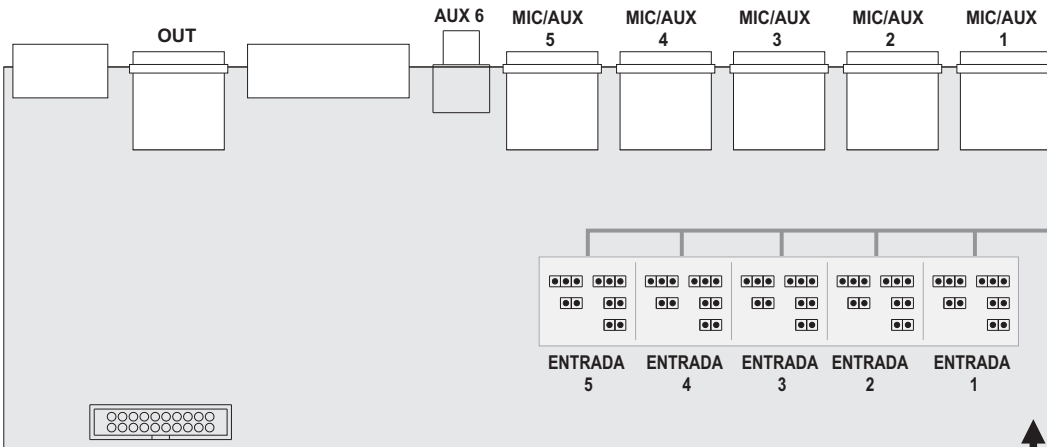 OUT
AUX 6
MIC/AUX
5
MIC/AUX
4
MIC/AUX
3
MIC/AUX
2
MIC/AUX
1
ENTRADA
5
ENTRADA
4
ENTRADA
3
ENTRADA
2
ENTRADA
1